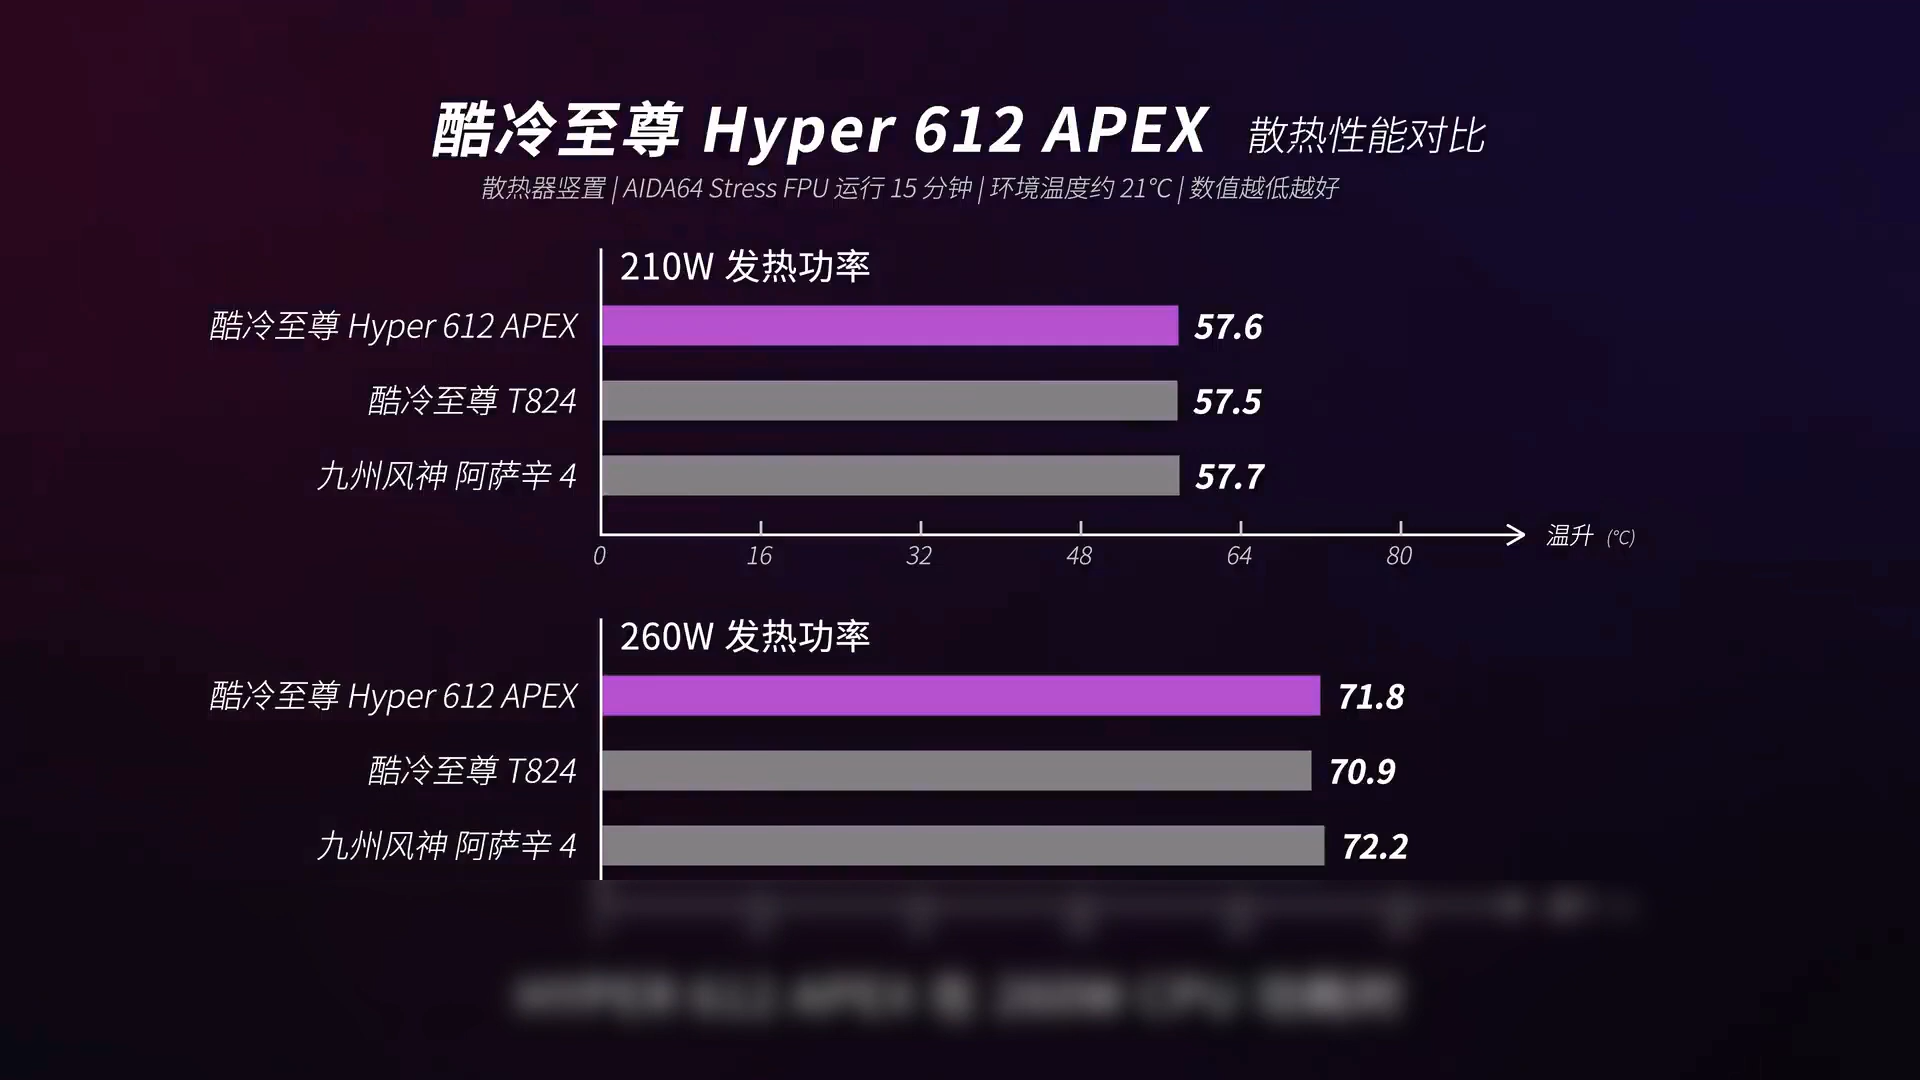 酷冷至尊 Hyper 612 APEX 散热性能对比
散热器竖置 | AIDA64 Stress FPU 运行 15 分钟 | 环境温度约 21°C | 数值越低越好
210W 发热功率
酷冷至尊 Hyper 612 APEX 57.6
酷冷至尊 T824 57.5
九州风神 阿萨辛 4 57.7
0 16 32 48 64 80 温升 (°C)
260W 发热功率
酷冷至尊 Hyper 612 APEX 71.8
酷冷至尊 T824 70.9
九州风神 阿萨辛 4 72.2